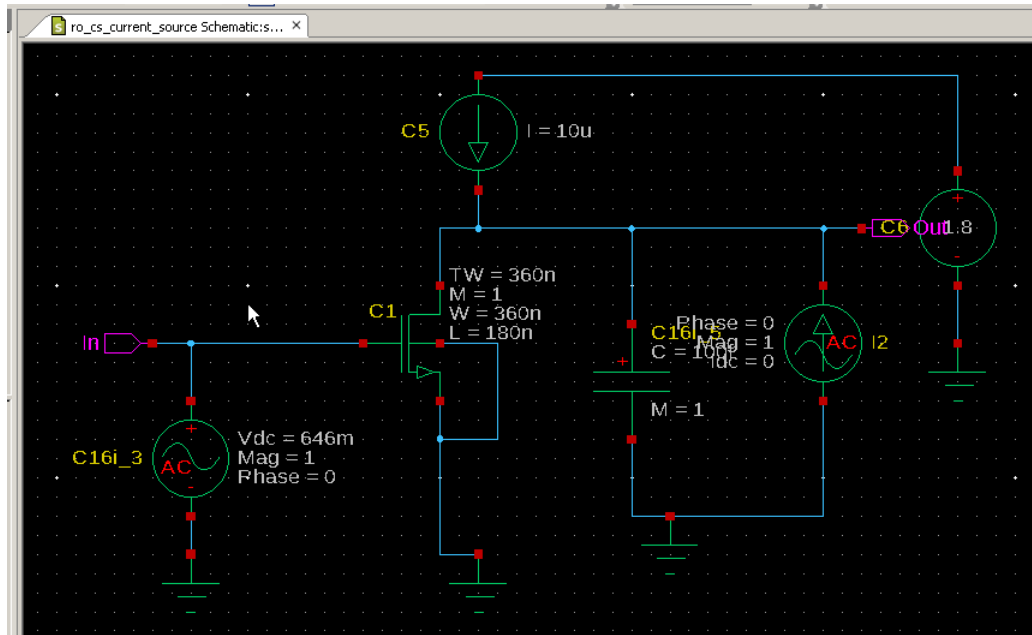 ro_cs_current_source Schematic:s... ×
C5
I = 10u
+
C6
Out
1.8
-
TW = 360n
M = 1
W = 360n
L = 180n
C1
In
Phase = 0
Mag = 1
Idc = 0
AC
I2
+
M = 1
C16i_3
+
AC
-
Vdc = 646m
Mag = 1
Phase = 0